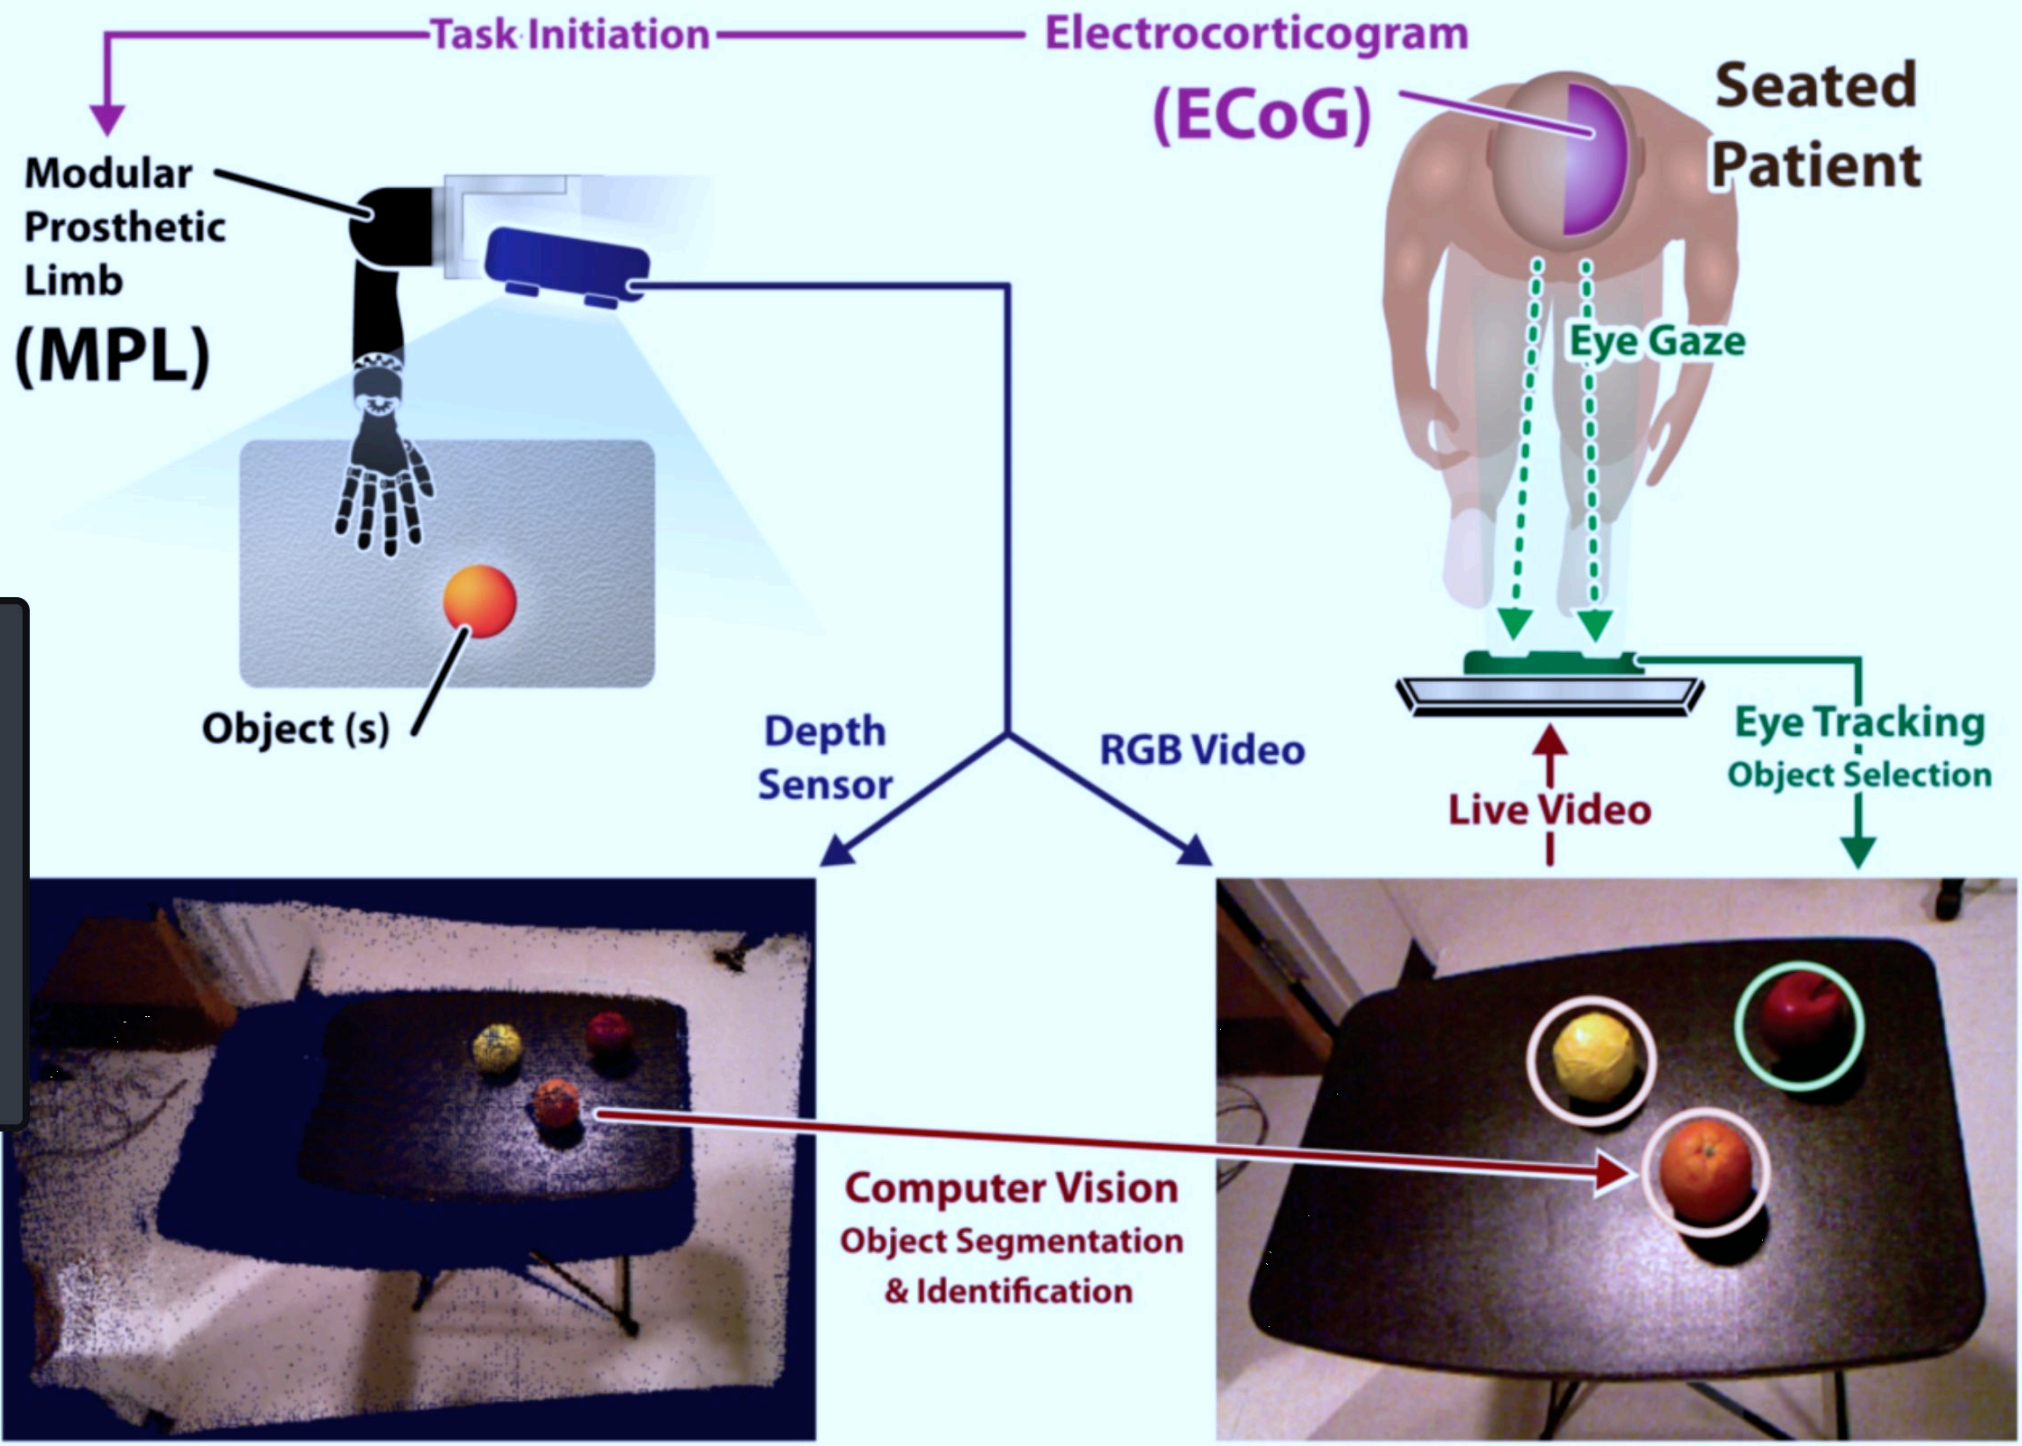 Task Initiation
Electrocorticogram
(ECoG)
Seated
Patient
Modular
Prosthetic
Limb
(MPL)
Eye Gaze
Object (s)
Depth
Sensor
RGB Video
Live Video
Eye Tracking
Object Selection
Computer Vision
Object Segmentation
& Identification